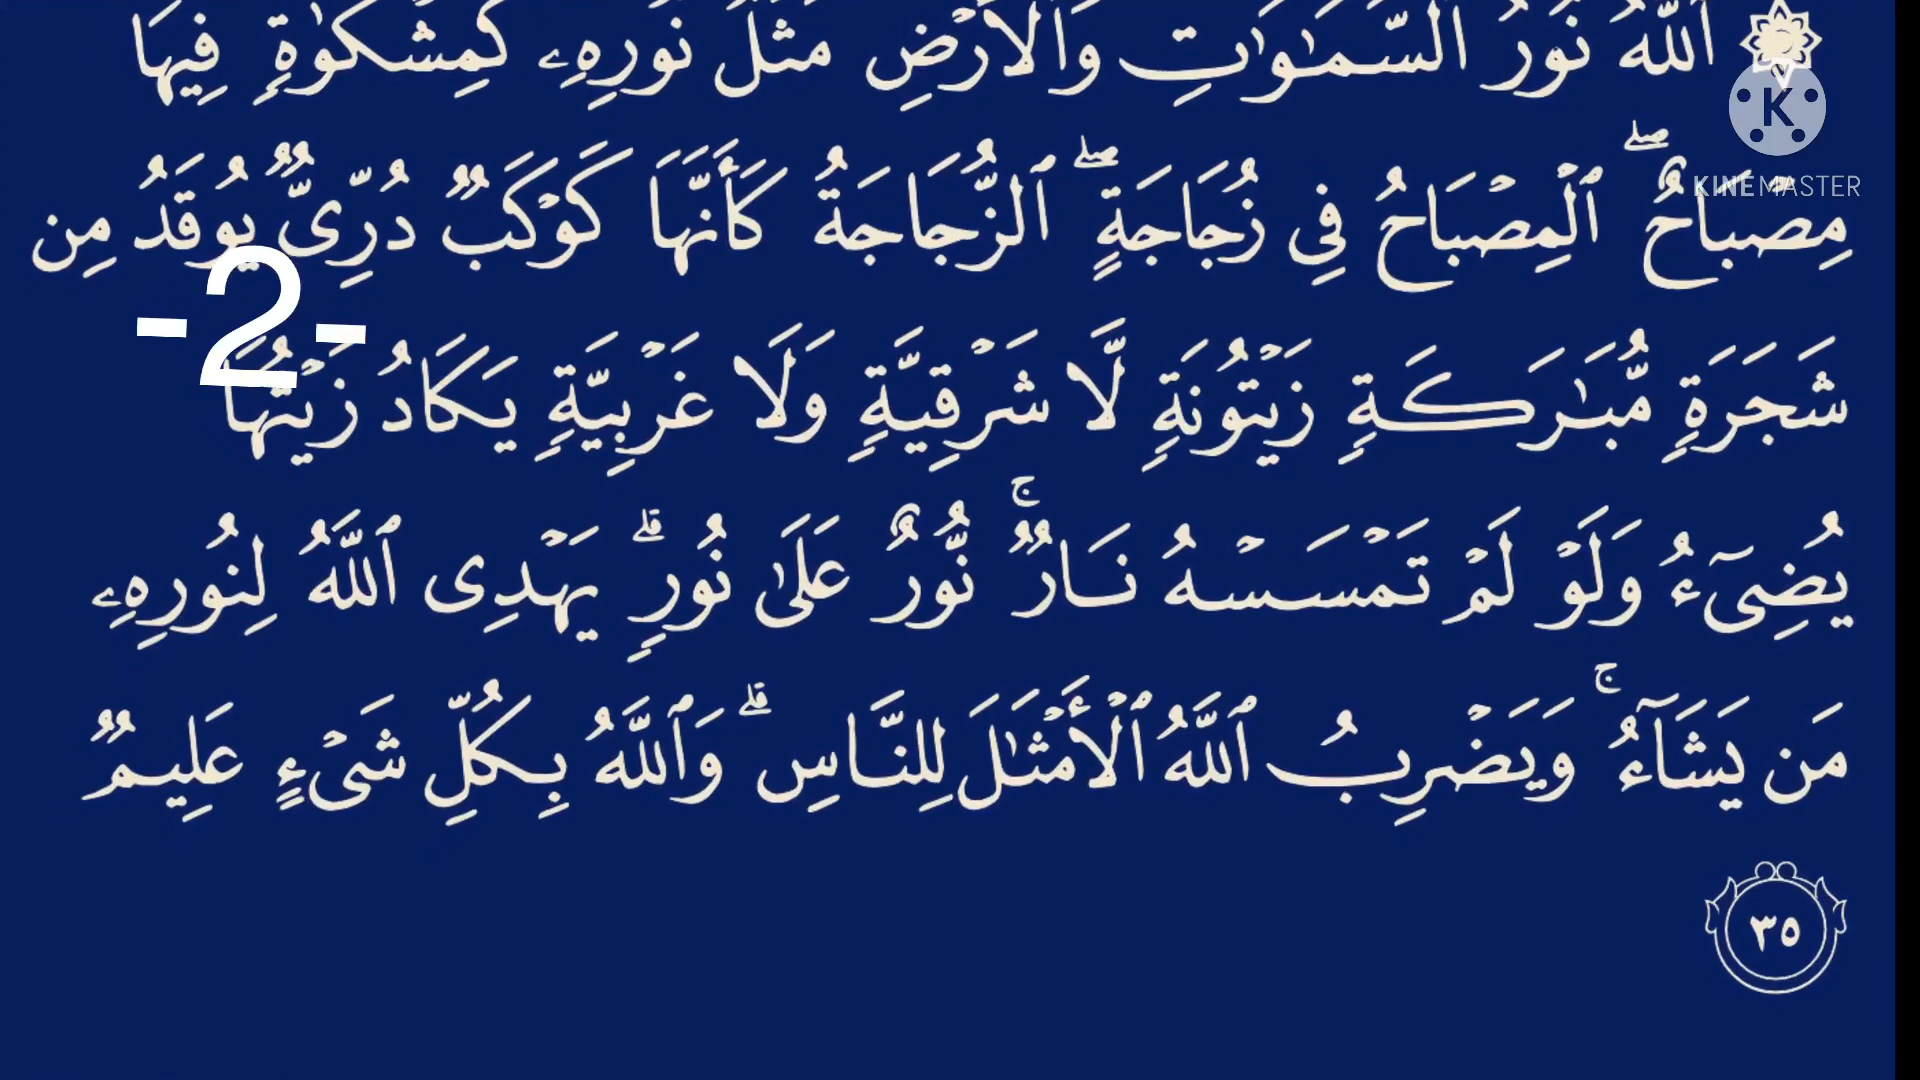 ۞ ٱللَّهُ نُورُ ٱلسَّمَـٰوَٰتِ وَٱلْأَرْضِ مَثَلُ نُورِهِۦ كَمِشْكَوٰةٍ فِيهَا
مِصْبَاحٌ ۖ ٱلْمِصْبَاحُ فِى زُجَاجَةٍ ۖ ٱلزُّجَاجَةُ كَأَنَّهَا كَوْكَبٌ دُرِّىٌّ يُوقَدُ مِن
شَجَرَةٍ مُّبَـٰرَكَةٍ زَيْتُونَةٍ لَّا شَرْقِيَّةٍ وَلَا غَرْبِيَّةٍ يَكَادُ زَيْتُهَا
يُضِىٓءُ وَلَوْ لَمْ تَمْسَسْهُ نَارٌ ۚ نُّورٌ عَلَىٰ نُورٍ ۗ يَهْدِى ٱللَّهُ لِنُورِهِۦ
مَن يَشَآءُ ۚ وَيَضْرِبُ ٱللَّهُ ٱلْأَمْثَـٰلَ لِلنَّاسِ ۗ وَٱللَّهُ بِكُلِّ شَىْءٍ عَلِيمٌ
٣٥
-2-
K
KINEMASTER